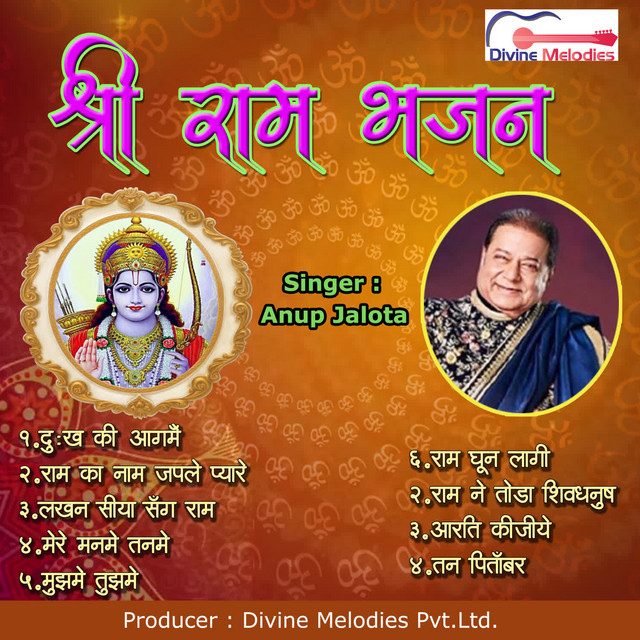 Divine Melodies
श्री राम भजन
Singer :
Anup Jalota
१.दुःख की आगमेँ
२.राम का नाम जपले प्यारे
३.लखन सीया सँग राम
४.मेरे मनमे तनमे
५.मुझमे तुझमे
६.राम घून लागी
२.राम ने तोडा शिवधनुष
३.आरति कीजीये
४.तन पिताँबर
Producer : Divine Melodies Pvt.Ltd.